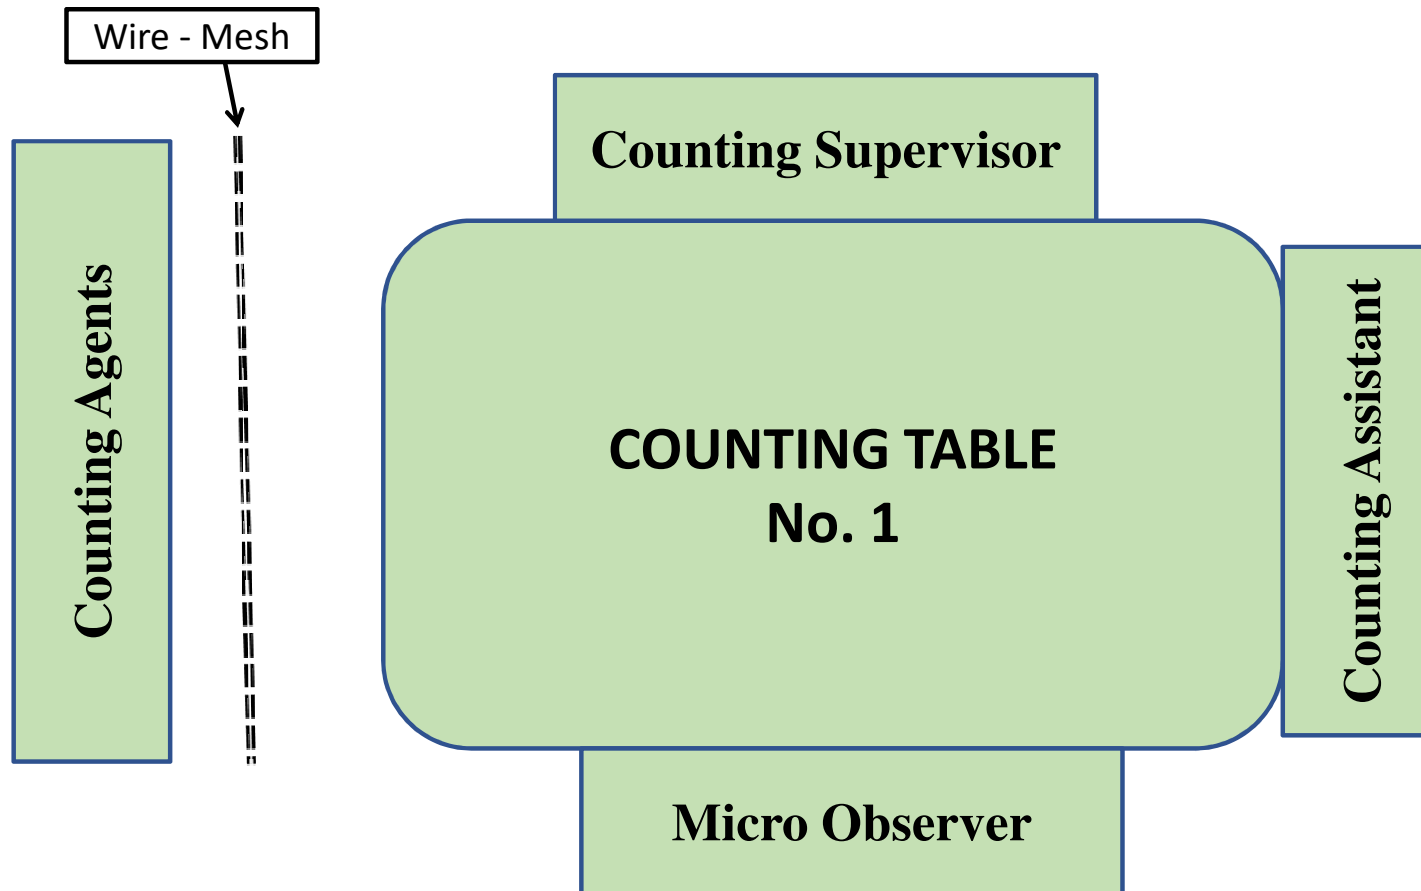 Wire - Mesh
Counting Supervisor
Counting Agents
COUNTING TABLE
No. 1
Counting Assistant
Micro Observer